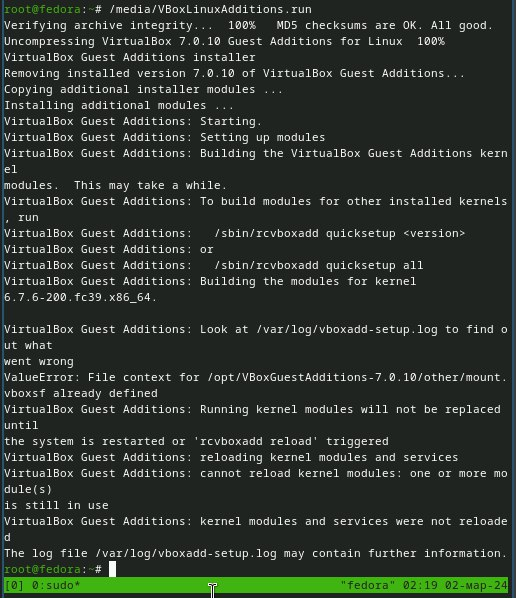 root@fedora:~# /media/VBoxLinuxAdditions.run
Verifying archive integrity...  100%   MD5 checksums are OK. All good.
Uncompressing VirtualBox 7.0.10 Guest Additions for Linux  100%
VirtualBox Guest Additions installer
Removing installed version 7.0.10 of VirtualBox Guest Additions...
Copying additional installer modules ...
Installing additional modules ...
VirtualBox Guest Additions: Starting.
VirtualBox Guest Additions: Setting up modules
VirtualBox Guest Additions: Building the VirtualBox Guest Additions kern
el
modules.  This may take a while.
VirtualBox Guest Additions: To build modules for other installed kernels
, run
VirtualBox Guest Additions:   /sbin/rcvboxadd quicksetup <version>
VirtualBox Guest Additions: or
VirtualBox Guest Additions:   /sbin/rcvboxadd quicksetup all
VirtualBox Guest Additions: Building the modules for kernel
6.7.6-200.fc39.x86_64.
VirtualBox Guest Additions: Look at /var/log/vboxadd-setup.log to find o
ut what
went wrong
ValueError: File context for /opt/VBoxGuestAdditions-7.0.10/other/mount.
vboxsf already defined
VirtualBox Guest Additions: Running kernel modules will not be replaced
until
the system is restarted or 'rcvboxadd reload' triggered
VirtualBox Guest Additions: reloading kernel modules and services
VirtualBox Guest Additions: cannot reload kernel modules: one or more mo
dule(s)
is still in use
VirtualBox Guest Additions: kernel modules and services were not reloade
d
The log file /var/log/vboxadd-setup.log may contain further information.
root@fedora:~#
[0] 0:sudo* "fedora" 02:19 02-мар-24